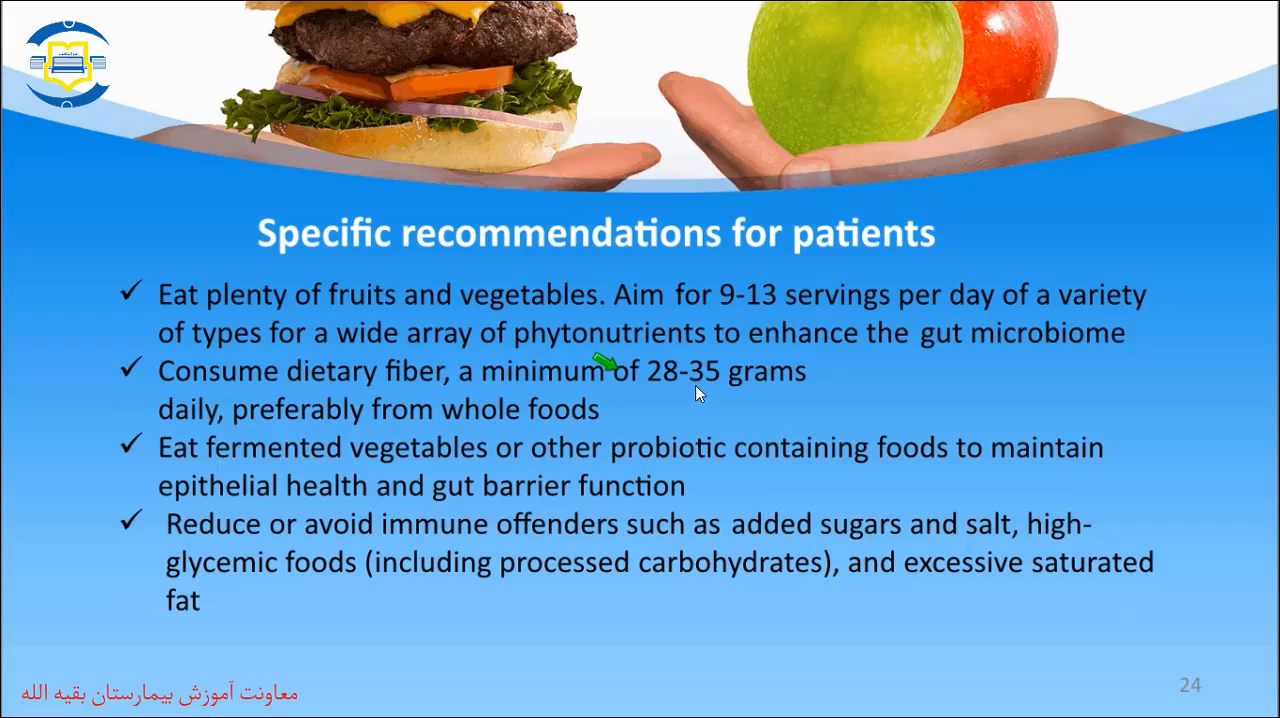 Specific recommendations for patients
✓ Eat plenty of fruits and vegetables. Aim for 9-13 servings per day of a variety
of types for a wide array of phytonutrients to enhance the gut microbiome
✓ Consume dietary fiber, a minimum of 28-35 grams
daily, preferably from whole foods
✓ Eat fermented vegetables or other probiotic containing foods to maintain
epithelial health and gut barrier function
✓ Reduce or avoid immune offenders such as added sugars and salt, high-
glycemic foods (including processed carbohydrates), and excessive saturated
fat
معاونت آموزش بیمارستان بقیه الله
24